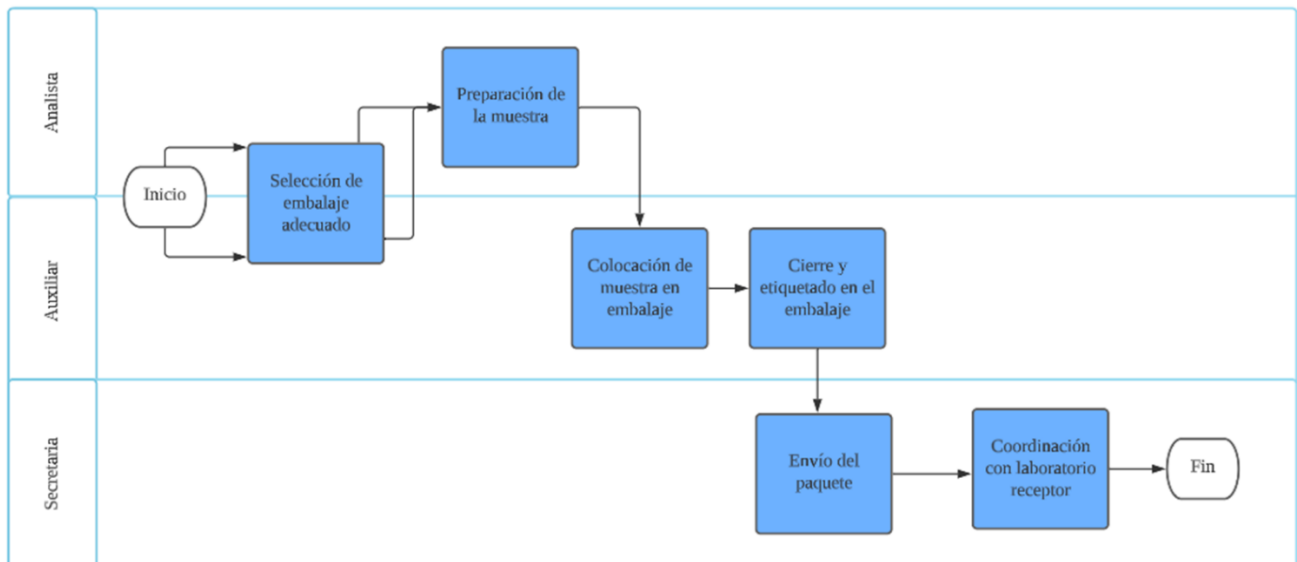 Analista
Preparación de
la muestra
Inicio
Selección de
embalaje
adecuado
Auxiliar
Colocación de
muestra en
embalaje
Cierre y
etiquetado en el
embalaje
Secretaria
Envío del
paquete
Coordinación
con laboratorio
receptor
Fin